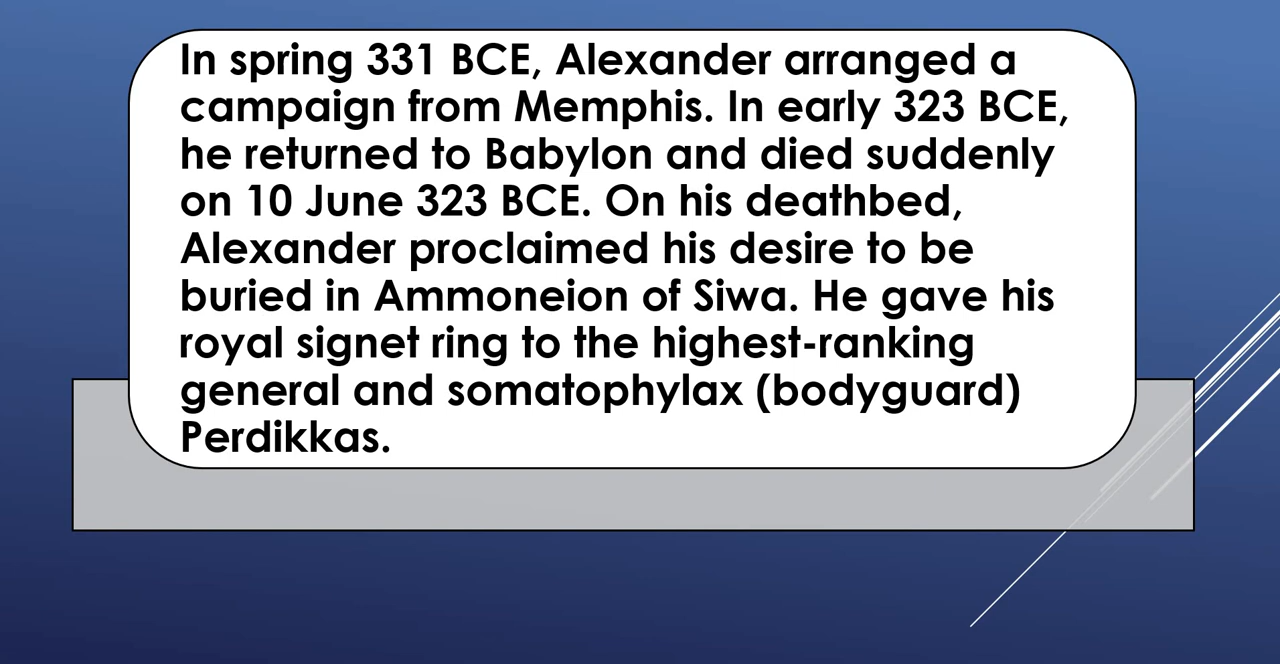 In spring 331 BCE, Alexander arranged a
campaign from Memphis. In early 323 BCE,
he returned to Babylon and died suddenly
on 10 June 323 BCE. On his deathbed,
Alexander proclaimed his desire to be
buried in Ammoneion of Siwa. He gave his
royal signet ring to the highest-ranking
general and somatophylax (bodyguard)
Perdikkas.